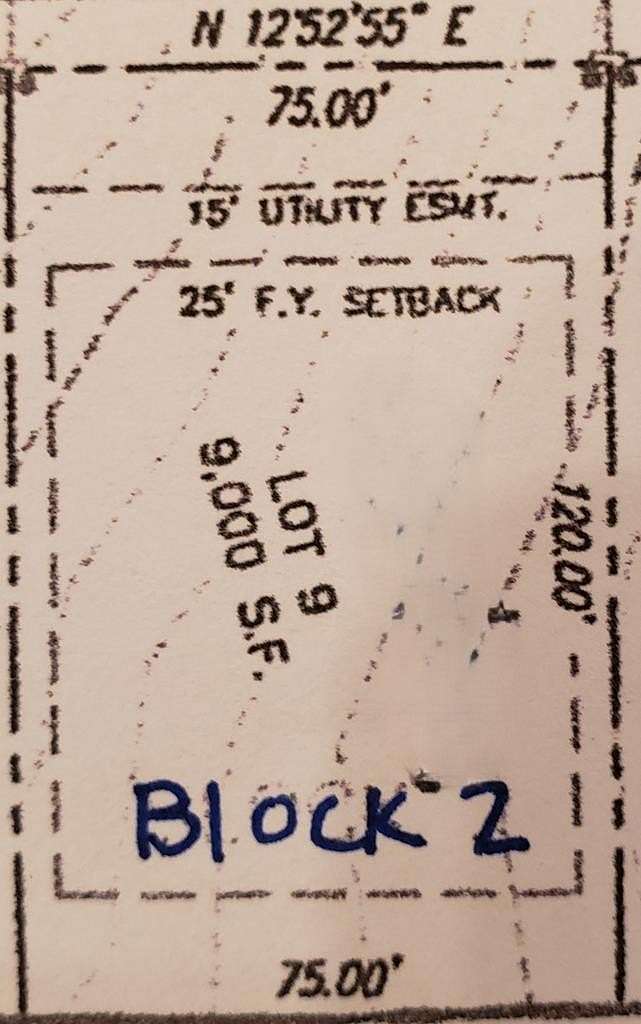 N 12°52'55" E
75.00'
15' UTILITY ESMT.
25' F.Y. SETBACK
LOT 9
9,000 S.F.
120.00'
BLOCK 2
75.00'